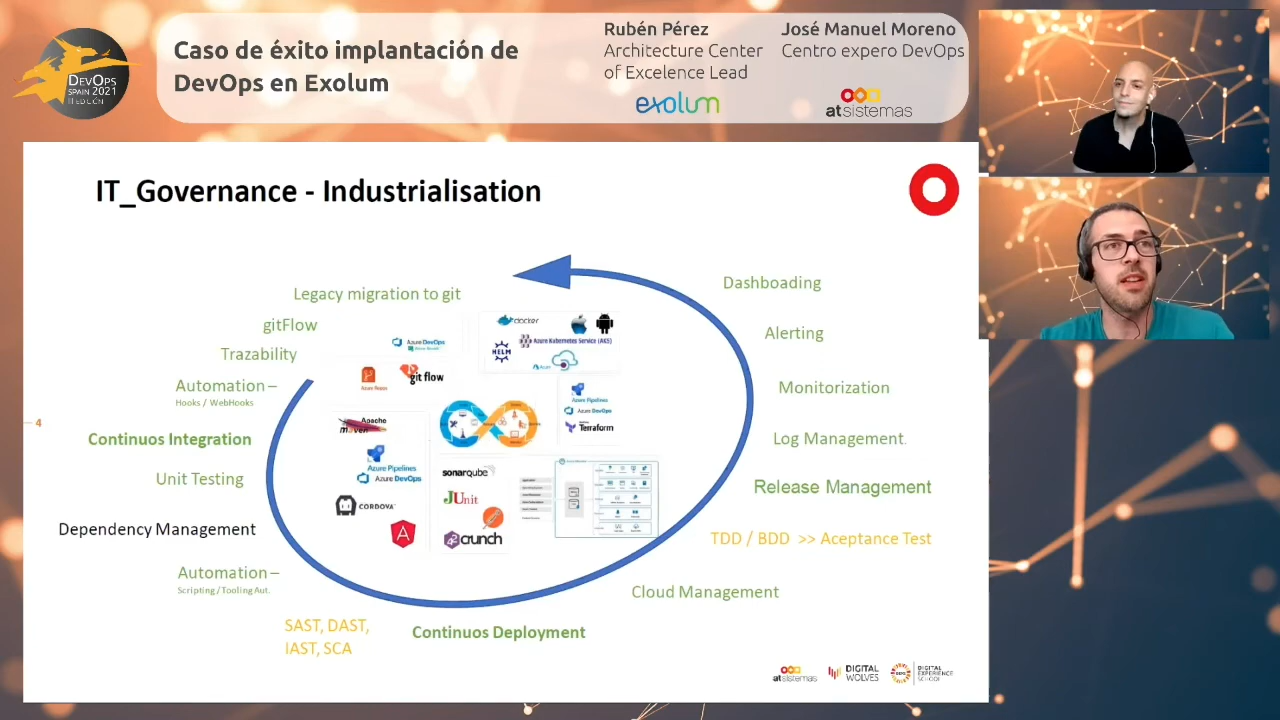 DEVOPS
SPAIN 2021
II EDICIÓN
Caso de éxito implantación de
DevOps en Exolum
Rubén Pérez
Architecture Center
of Excelence Lead
exolum
José Manuel Moreno
Centro expero DevOps
atsistemas
IT_Governance - Industrialisation
Legacy migration to git
gitFlow
Trazability
Automation –
Hooks / WebHooks
Continuos Integration
Unit Testing
Dependency Management
Automation –
Scripting / Tooling Aut.
SAST, DAST,
IAST, SCA
Continuos Deployment
Cloud Management
TDD / BDD >> Aceptance Test
Release Management
Log Management.
Monitorization
Alerting
Dashboading
Azure DevOps
Azure Repos
git flow
docker
HELM
Azure Kubernetes Service (AKS)
Azure
Azure Pipelines
Azure DevOps
Terraform
Apache
Maven
Azure Pipelines
Azure DevOps
CORDOVA
sonarqube
JUnit
42crunch
4
atsistemas
DIGITAL
WOLVES
DIGITAL
EXPERIENCE
SCHOOL